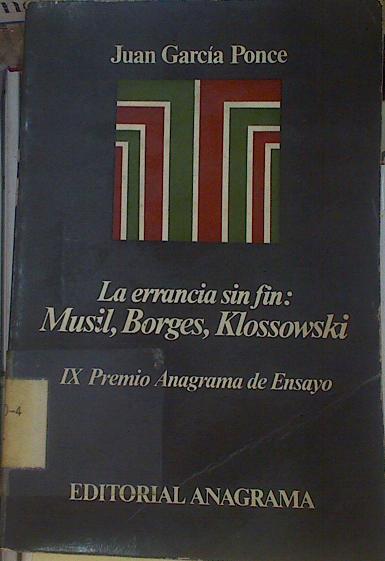 Juan García Ponce
La errancia sin fin:
Musil, Borges, Klossowski
IX Premio Anagrama de Ensayo
EDITORIAL ANAGRAMA